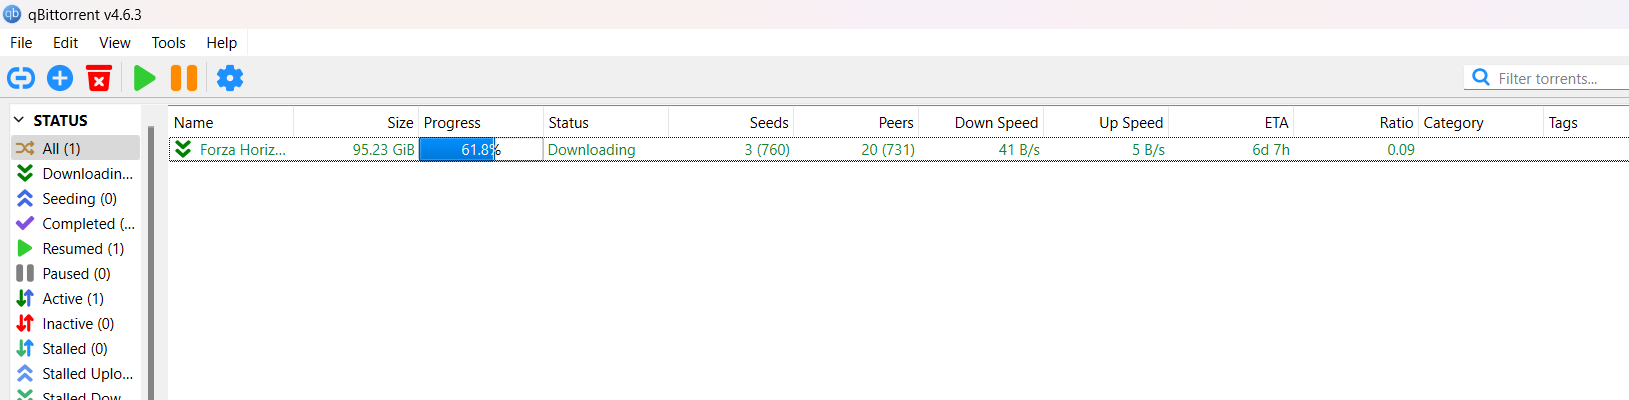 qBittorrent v4.6.3
File Edit View Tools Help
Filter torrents...
STATUS
Name Size Progress Status Seeds Peers Down Speed Up Speed ETA Ratio Category Tags
All (1)
Forza Horiz... 95.23 GiB 61.8% Downloading 3 (760) 20 (731) 41 B/s 5 B/s 6d 7h 0.09
Downloadin...
Seeding (0)
Completed (...
Resumed (1)
Paused (0)
Active (1)
Inactive (0)
Stalled (0)
Stalled Uplo...
Stalled Dow...